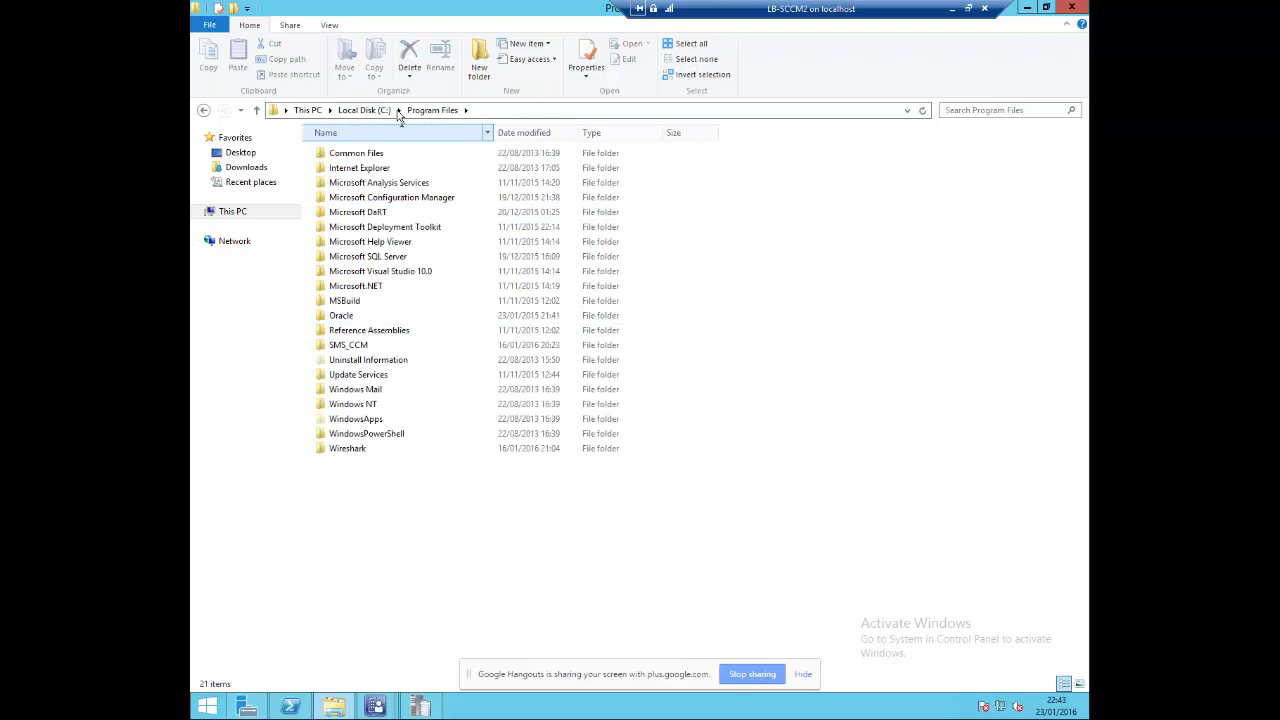 Pro
LB-SCCM2 on localhost
File
Home
Share
View
Copy
Paste
Cut
Copy path
Paste shortcut
Clipboard
Move to
Copy to
Delete
Rename
Organize
New folder
New item
Easy access
New
Properties
Open
Edit
Open
Select all
Select none
Invert selection
Select
This PC
Local Disk (C:)
Program Files
Search Program Files
Favorites
Desktop
Downloads
Recent places
This PC
Network
Name Date modified Type Size
Common Files 22/08/2013 16:39 File folder
Internet Explorer 22/08/2013 17:05 File folder
Microsoft Analysis Services 11/11/2015 14:20 File folder
Microsoft Configuration Manager 19/12/2015 21:38 File folder
Microsoft DaRT 20/12/2015 01:25 File folder
Microsoft Deployment Toolkit 11/11/2015 22:14 File folder
Microsoft Help Viewer 11/11/2015 14:14 File folder
Microsoft SQL Server 19/12/2015 16:09 File folder
Microsoft Visual Studio 10.0 11/11/2015 14:14 File folder
Microsoft.NET 11/11/2015 14:19 File folder
MSBuild 11/11/2015 12:02 File folder
Oracle 23/01/2015 21:41 File folder
Reference Assemblies 11/11/2015 12:02 File folder
SMS_CCM 16/01/2016 20:23 File folder
Uninstall Information 22/08/2013 15:50 File folder
Update Services 11/11/2015 12:44 File folder
Windows Mail 22/08/2013 16:39 File folder
Windows NT 22/08/2013 16:39 File folder
WindowsApps 22/08/2013 16:39 File folder
WindowsPowerShell 22/08/2013 16:39 File folder
Wireshark 16/01/2016 21:04 File folder
Activate Windows
Go to System in Control Panel to activate
Windows.
Google Hangouts is sharing your screen with plus.google.com.
Stop sharing
Hide
21 items
22:43
23/01/2016